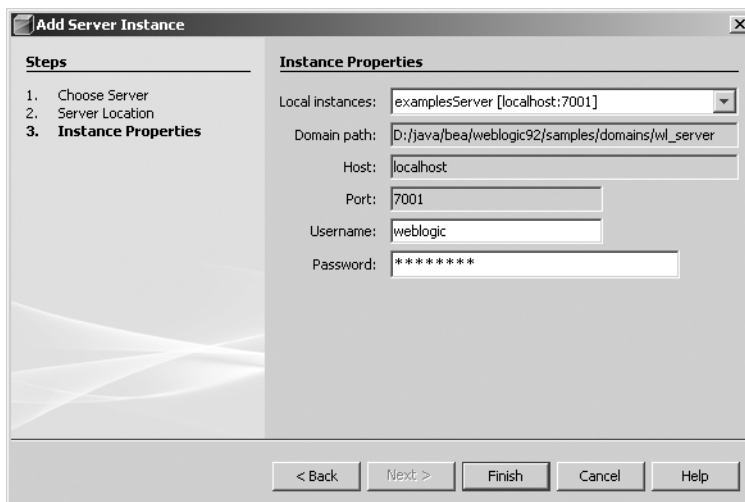 Add Server Instance
Steps
1. Choose Server
2. Server Location
3. Instance Properties
Instance Properties
Local instances: examplesServer [localhost:7001]
Domain path: D:/java/bea/weblogic92/samples/domains/wl_server
Host: localhost
Port: 7001
Username: weblogic
Password: ********
< Back Next > Finish Cancel Help